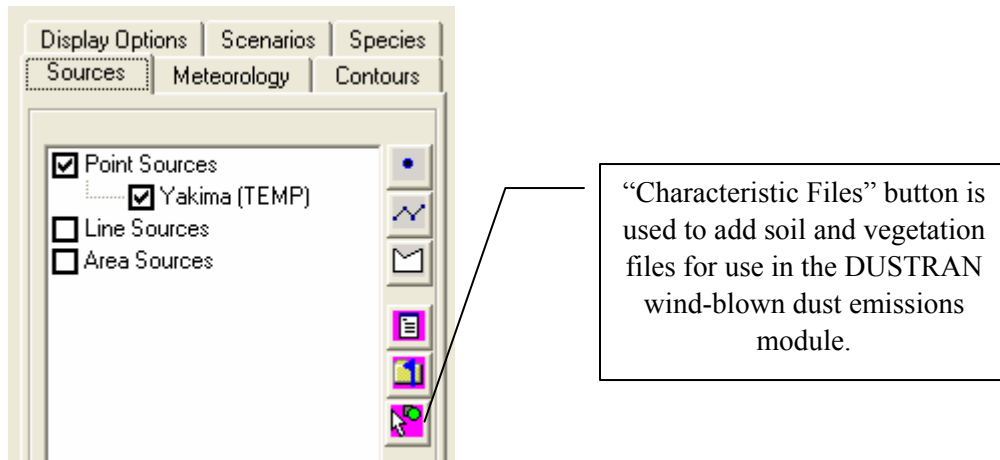 Display Options Scenarios Species
Sources Meteorology Contours
Point Sources
Yakima (TEMP)
Line Sources
Area Sources
“Characteristic Files” button is
used to add soil and vegetation
files for use in the DUSTRAN
wind-blown dust emissions
module.